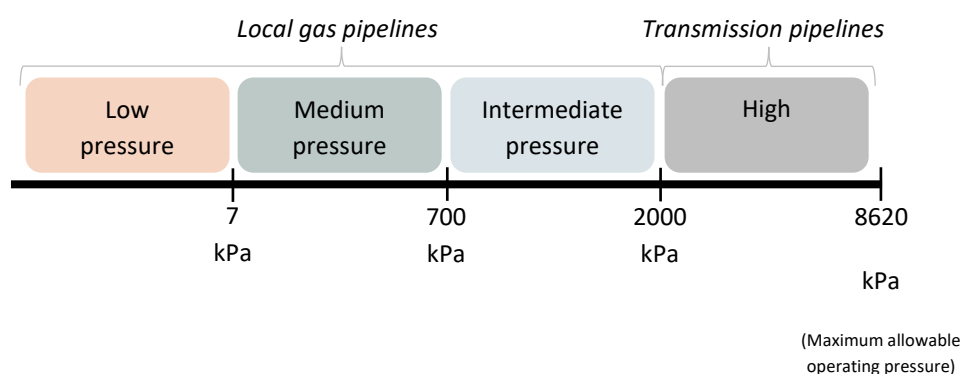 Local gas pipelines
Transmission pipelines
Low
pressure
Medium
pressure
Intermediate
pressure
High
7
kPa
700
kPa
2000
kPa
8620
kPa
(Maximum allowable
operating pressure)